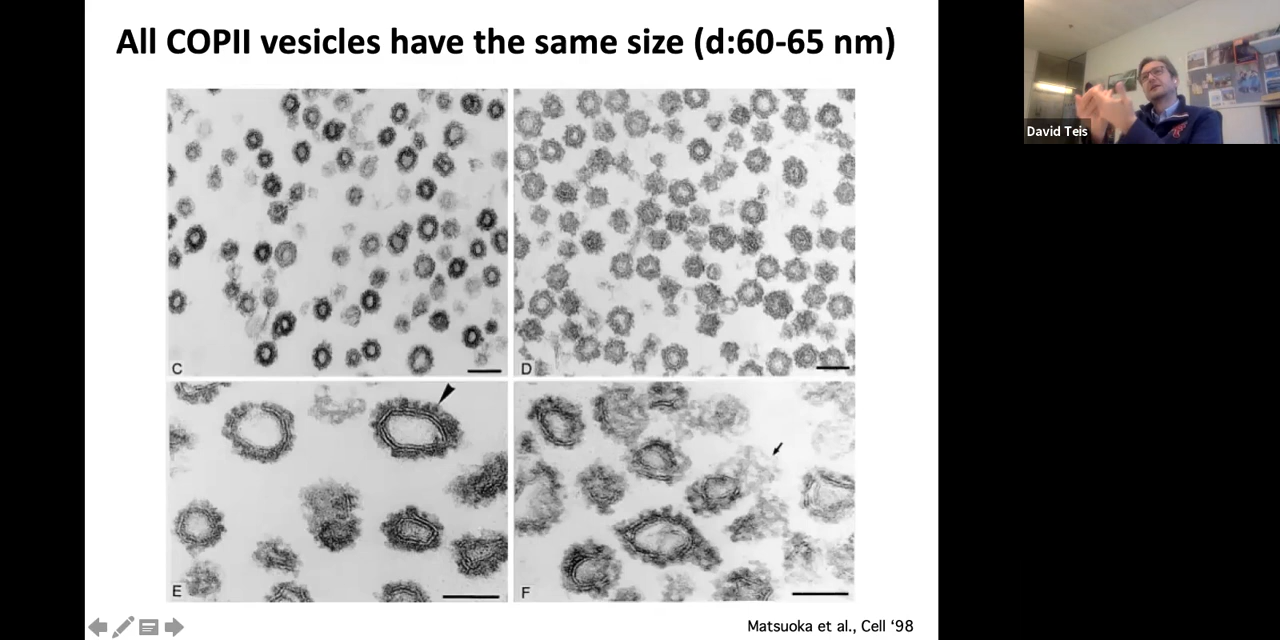 All COPII vesicles have the same size (d:60-65 nm)
David Teis
C
D
E
F
Matsuoka et al., Cell ‘98